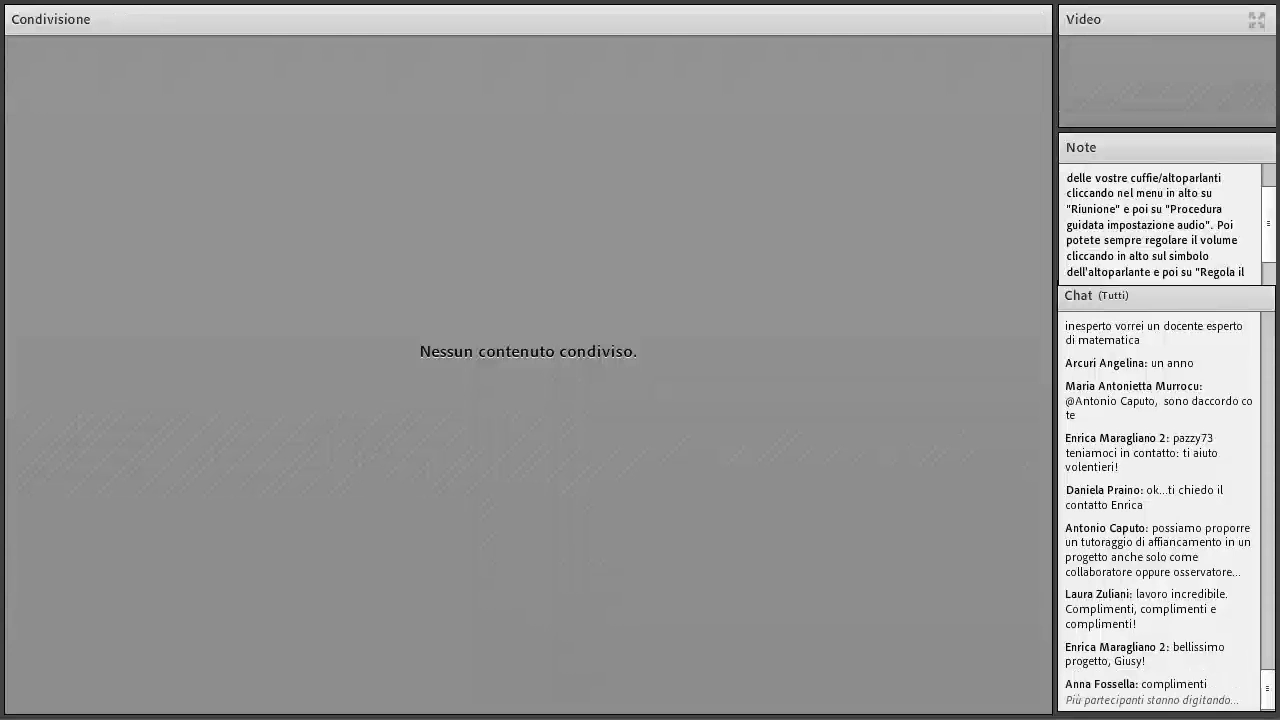 Condivisione
Nessun contenuto condiviso.
Video
Note
delle vostre cuffie/altoparlanti
cliccando nel menu in alto su
"Riunione" e poi su "Procedura
guidata impostazione audio". Poi
potete sempre regolare il volume
cliccando in alto sul simbolo
dell'altoparlante e poi su "Regola il
Chat (Tutti)
inesperto vorrei un docente esperto
di matematica
Arcuri Angelina: un anno
Maria Antonietta Murrocu:
@Antonio Caputo, sono daccordo co
te
Enrica Maragliano 2: pazzy73
teniamoci in contatto: ti aiuto
volentieri!
Daniela Praino: ok...ti chiedo il
contatto Enrica
Antonio Caputo: possiamo proporre
un tutoraggio di affiancamento in un
progetto anche solo come
collaboratore oppure osservatore...
Laura Zuliani: lavoro incredibile.
Complimenti, complimenti e
complimenti!
Enrica Maragliano 2: bellissimo
progetto, Giusy!
Anna Fossella: complimenti
Più partecipanti stanno digitando...